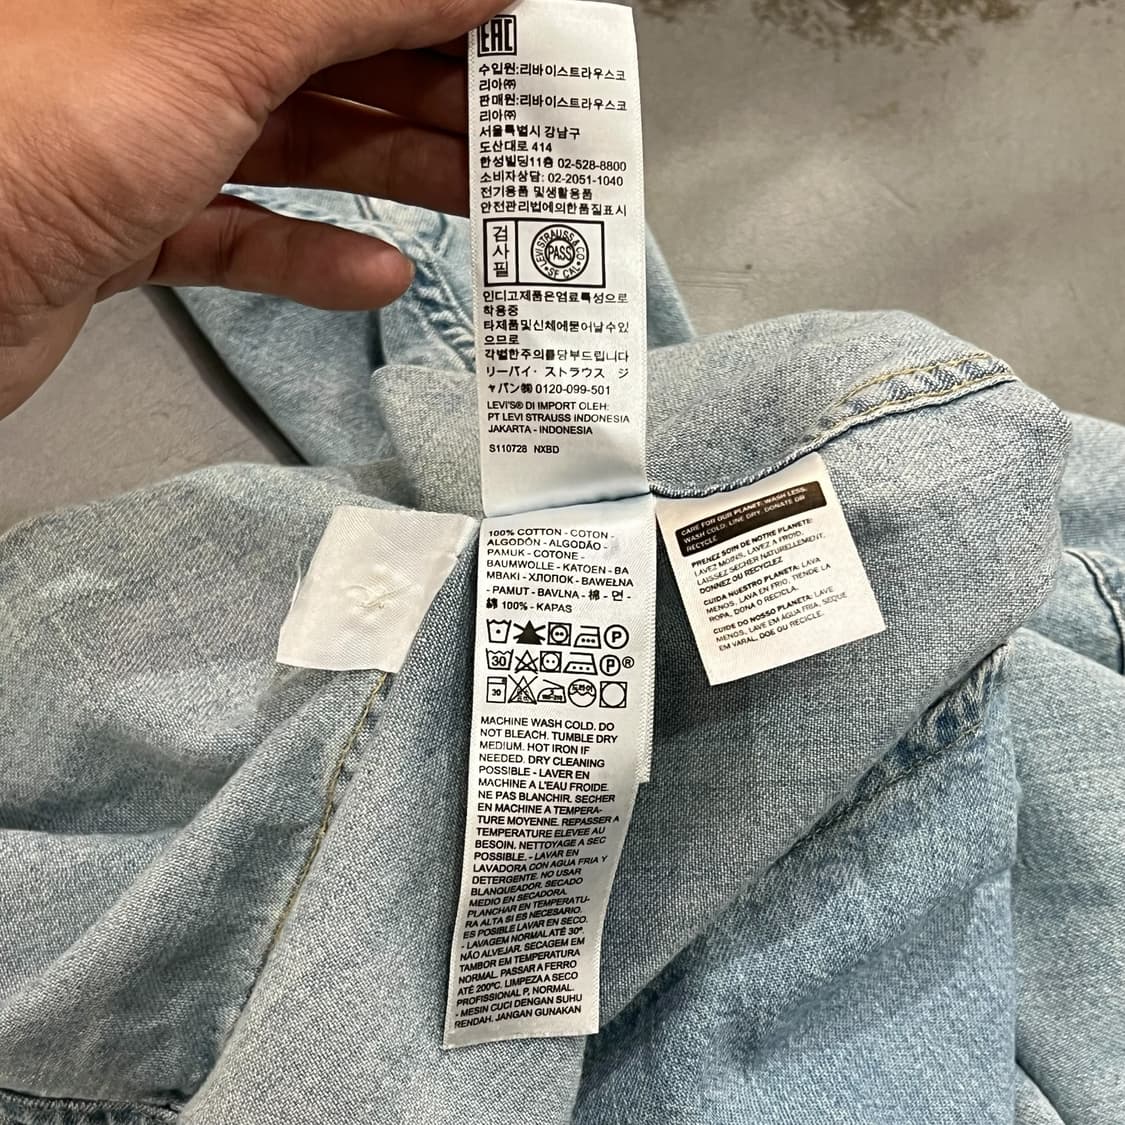 EAC
수입원:리바이스트라우스코
리아㈜
판매원:리바이스트라우스코
리아㈜
서울특별시 강남구
도산대로 414
한성빌딩11층 02-528-8800
소비자상담: 02-2051-1040
전기용품 및생활용품
안전관리법에의한품질표시
검사필
LEVI STRAUSS & CO
PASS
SF CAL
인디고제품은염료특성으로
착용중
타제품및신체에묻어날수있
으므로
각별한주의를당부드립니다
リーバイ・ストラウス ジ
ャパン㈱ 0120-099-501
LEVI'S® DI IMPORT OLEH:
PT LEVI STRAUSS INDONESIA
JAKARTA - INDONESIA
S110728 NXBD
100% COTTON - COTON -
ALGODÓN - ALGODÃO -
PAMUK - COTONE -
BAUMWOLLE - KATOEN - BA
MBAKI - ХЛОПОК - BAWEŁNA
- PAMUT - BAVLNA - 棉 - 면 -
綿 100% - KAPAS
P
30 P ®
30 드라이
MACHINE WASH COLD. DO
NOT BLEACH. TUMBLE DRY
MEDIUM. HOT IRON IF
NEEDED. DRY CLEANING
POSSIBLE - LAVER EN
MACHINE A L'EAU FROIDE.
NE PAS BLANCHIR. SECHER
EN MACHINE A TEMPERA-
TURE MOYENNE. REPASSER A
TEMPERATURE ELEVEE AU
BESOIN. NETTOYAGE A SEC
POSSIBLE. - LAVAR EN
LAVADORA CON AGUA FRIA Y
DETERGENTE. NO USAR
BLANQUEADOR. SECADO
MEDIO EN SECADORA.
PLANCHAR EN TEMPERATU-
RA ALTA SI ES NECESARIO.
ES POSIBLE LAVAR EN SECO.
- LAVAGEM NORMAL ATÉ 30º.
NÃO ALVEJAR. SECAGEM EM
TAMBOR EM TEMPERATURA
NORMAL. PASSAR A FERRO
ATÉ 200ºC. LIMPEZA A SECO
PROFISSIONAL P, NORMAL.
- MESIN CUCI DENGAN SUHU
RENDAH. JANGAN GUNAKAN
CARE FOR OUR PLANET: WASH LESS,
WASH COLD, LINE DRY, DONATE OR
RECYCLE
PRENEZ SOIN DE NOTRE PLANÈTE:
LAVEZ MOINS, LAVEZ A FROID,
LAISSEZ SECHER NATURELLEMENT,
DONNEZ OU RECYCLEZ
CUIDA NUESTRO PLANETA: LAVA
MENOS, LAVA EN FRIO, TIENDE LA
ROPA, DONA O RECICLA.
CUIDE DO NOSSO PLANETA: LAVE
MENOS, LAVE EM ÁGUA FRIA, SEQUE
EM VARAL, DOE OU RECICLE.